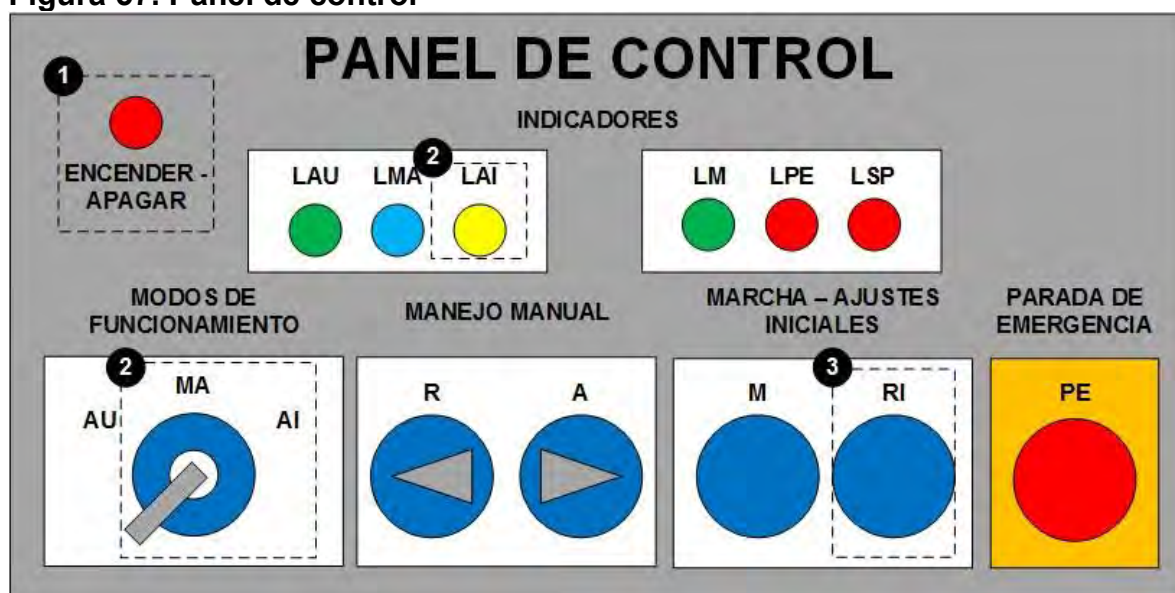 Figura 67. Panel de control
PANEL DE CONTROL
1
INDICADORES
ENCENDER -
APAGAR
2
LAU LMA LAI
LM LPE LSP
MODOS DE
FUNCIONAMIENTO
MANEJO MANUAL
MARCHA – AJUSTES
INICIALES
PARADA DE
EMERGENCIA
2
MA
AU
AI
R A
3
M RI
PE